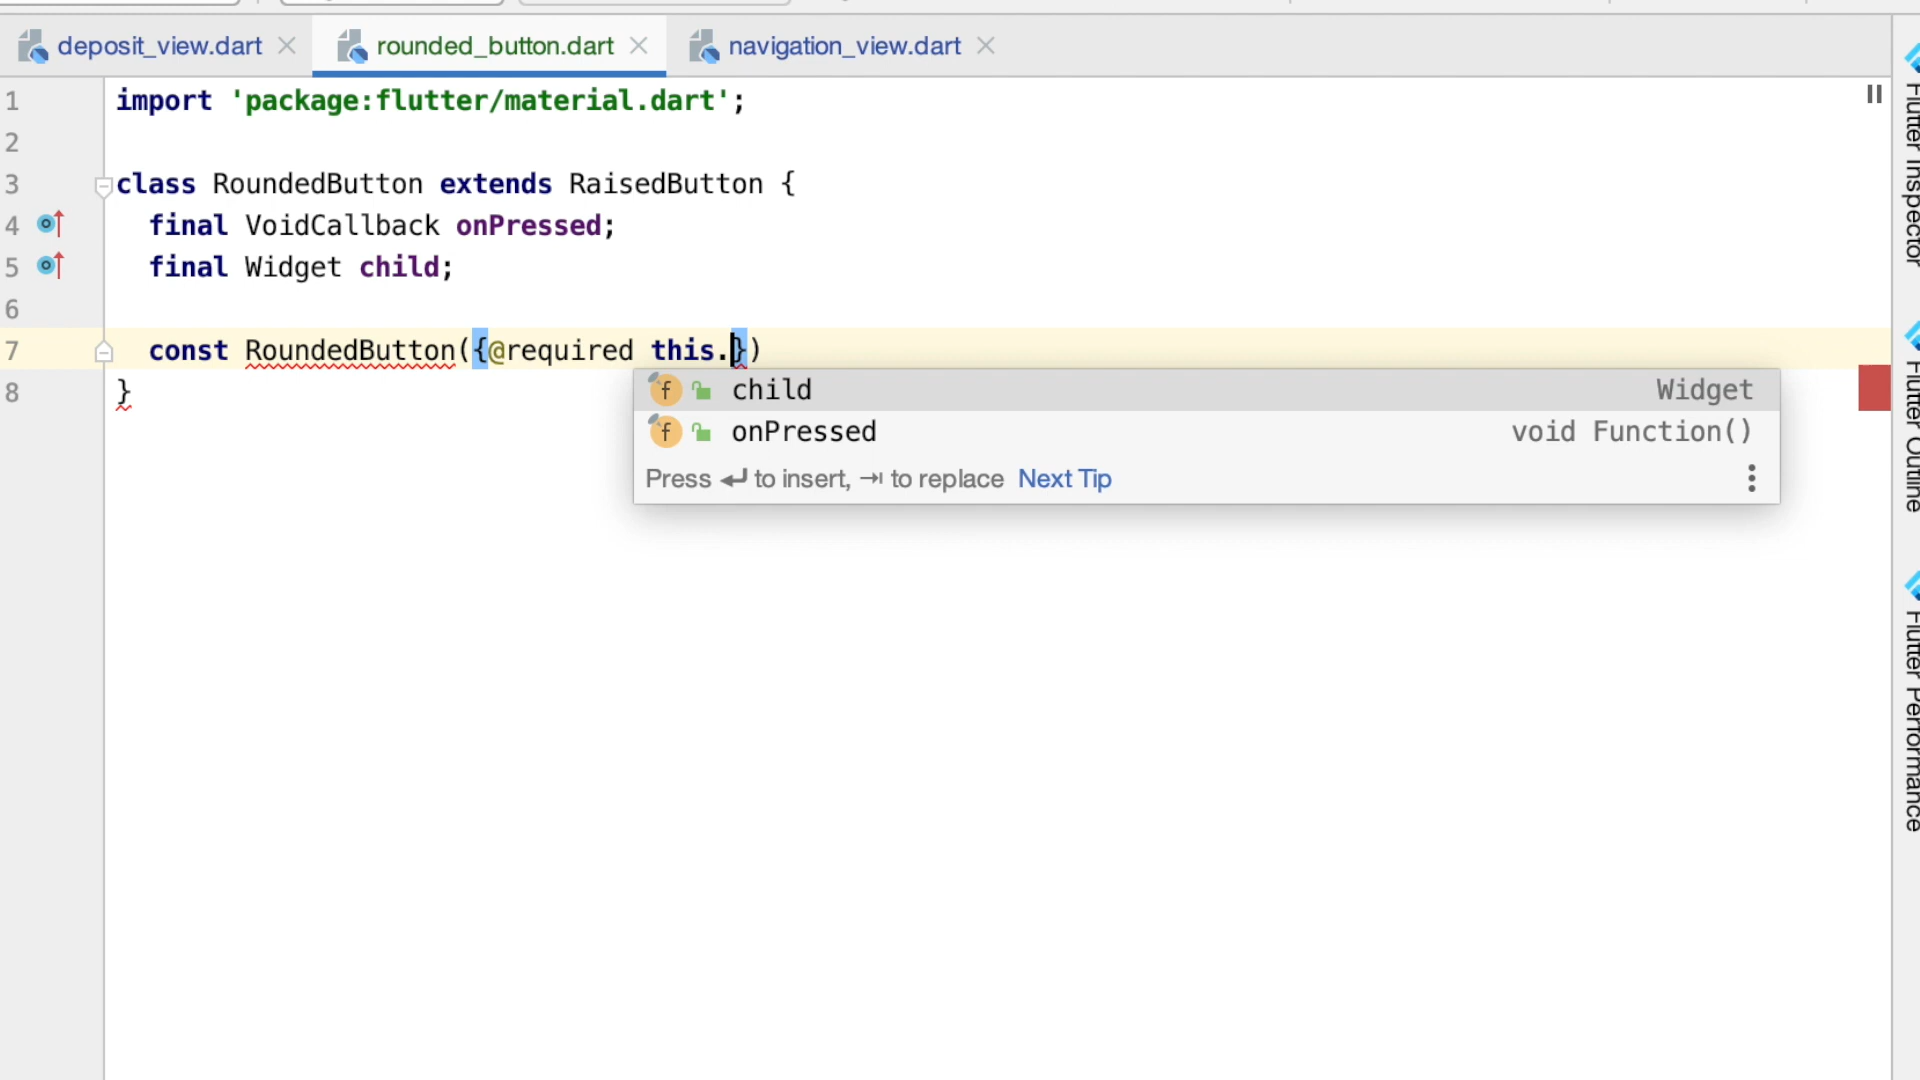 deposit_view.dart
rounded_button.dart
navigation_view.dart
1 import 'package:flutter/material.dart';
2
3 class RoundedButton extends RaisedButton {
4 final VoidCallback onPressed;
5 final Widget child;
6
7 const RoundedButton({@required this.})
8 }
f child Widget
f onPressed void Function()
Press ↵ to insert, ⇥ to replace Next Tip
Flutter Inspector
Flutter Outline
Flutter Performance